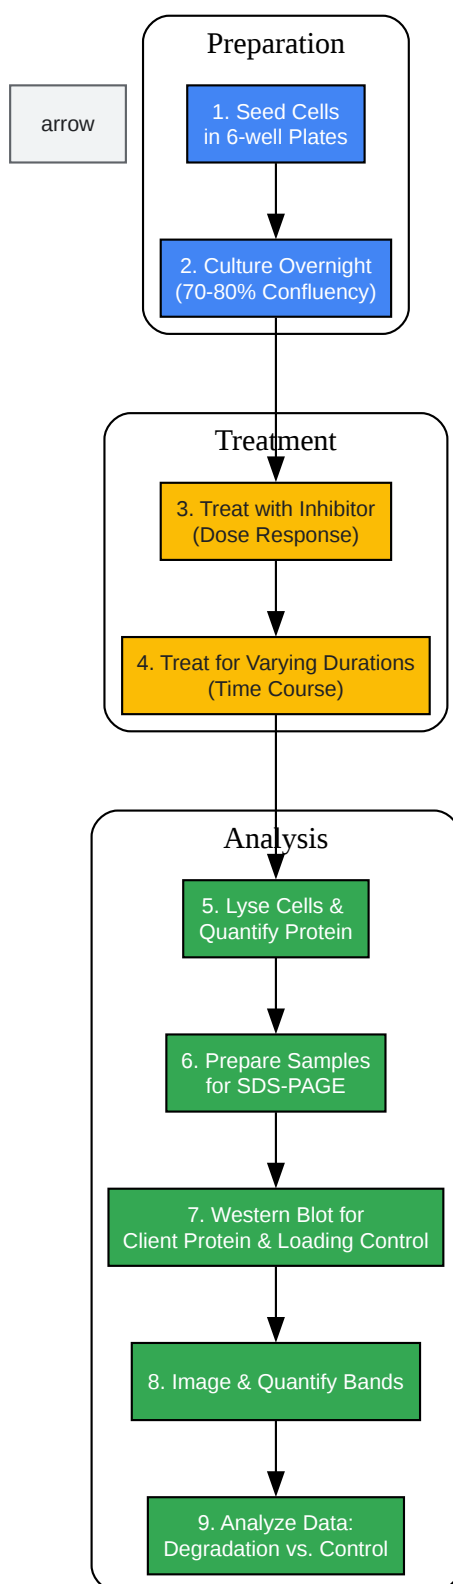 Preparation
arrow
1. Seed Cells
in 6-well Plates
2. Culture Overnight
(70-80% Confluency)
Treatment
3. Treat with Inhibitor
(Dose Response)
4. Treat for Varying Durations
(Time Course)
Analysis
5. Lyse Cells &
Quantify Protein
6. Prepare Samples
for SDS-PAGE
7. Western Blot for
Client Protein & Loading Control
8. Image & Quantify Bands
9. Analyze Data:
Degradation vs. Control